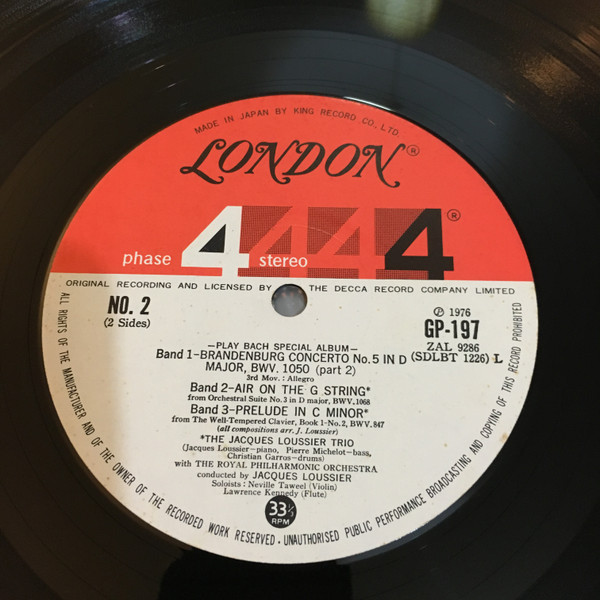 MADE IN JAPAN BY KING RECORD CO., LTD.
LONDON®
phase 4 stereo 4 4 4®
ORIGINAL RECORDING AND LICENSED BY THE DECCA RECORD COMPANY LIMITED
NO. 2
(2 Sides)
Ⓟ 1976
GP-197
ZAL 9286
(SDLBT 1226) L
—PLAY BACH SPECIAL ALBUM—
Band 1-BRANDENBURG CONCERTO No. 5 IN D
MAJOR, BWV. 1050 (part 2)
3rd Mov.: Allegro
Band 2-AIR ON THE G STRING*
from Orchestral Suite No. 3 in D major, BWV.1068
Band 3-PRELUDE IN C MINOR*
from The Well-Tempered Clavier, Book 1-No. 2, BWV. 847
(all compositions arr. J. Loussier)
*THE JACQUES LOUSSIER TRIO
(Jacques Loussier-piano, Pierre Michelot-bass,
Christian Garros-drums)
with THE ROYAL PHILHARMONIC ORCHESTRA
conducted by JACQUES LOUSSIER
Soloists: Neville Taweel (Violin)
Lawrence Kennedy (Flute)
33⅓
RPM
ALL RIGHTS OF THE MANUFACTURER AND OF THE OWNER OF THE RECORDED WORK RESERVED · UNAUTHORISED PUBLIC PERFORMANCE BROADCASTING AND COPYING OF THIS RECORD PROHIBITED